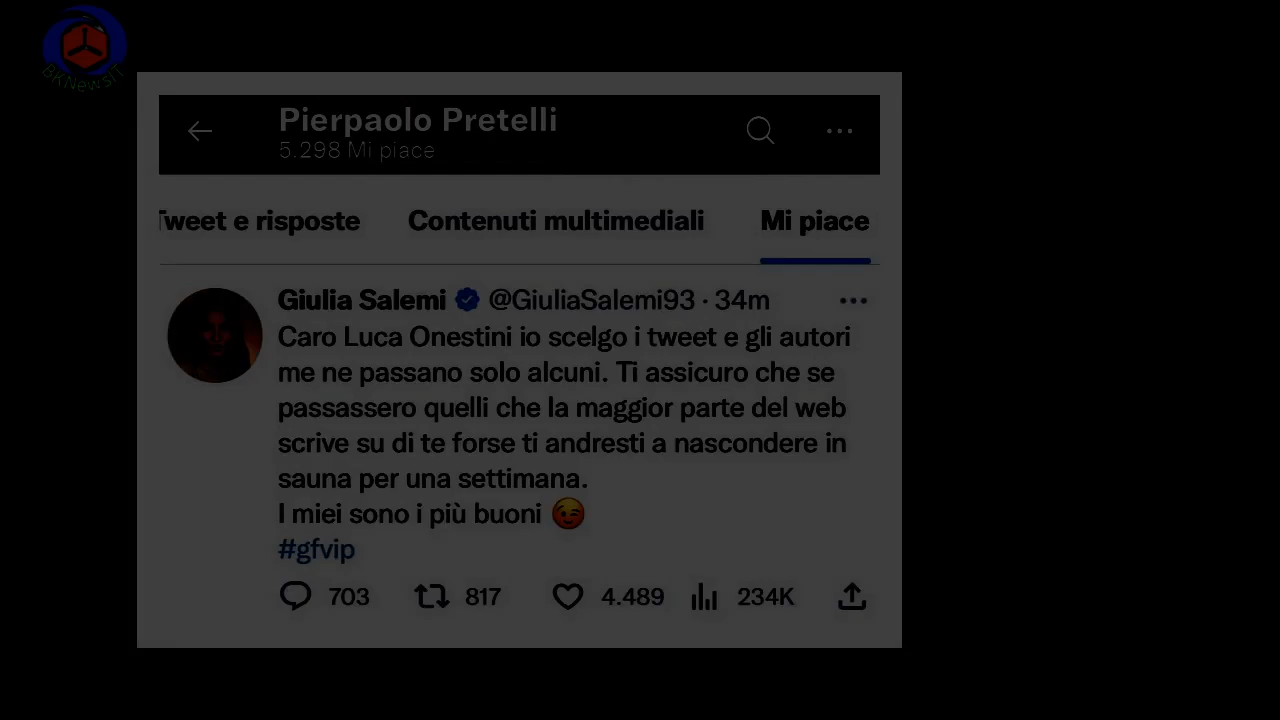 BKNewsIT
Pierpaolo Pretelli
5.298 Mi piace
Tweet e risposte Contenuti multimediali Mi piace
Giulia Salemi @GiuliaSalemi93 · 34m
Caro Luca Onestini io scelgo i tweet e gli autori
me ne passano solo alcuni. Ti assicuro che se
passassero quelli che la maggior parte del web
scrive su di te forse ti andresti a nascondere in
sauna per una settimana.
I miei sono i più buoni 😉
#gfvip
703 817 4.489 234K